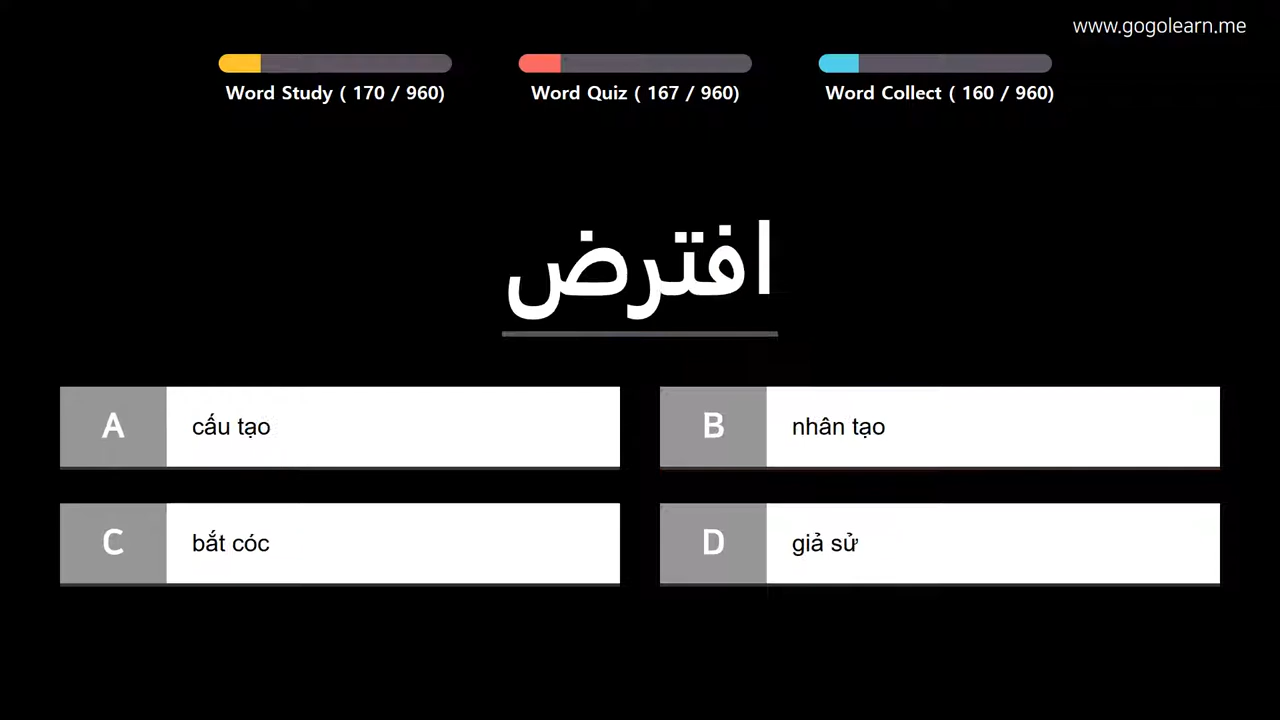 www.gogolearn.me
Word Study ( 170 / 960)
Word Quiz ( 167 / 960)
Word Collect ( 160 / 960)
افترض
A cấu tạo
B nhân tạo
C bắt cóc
D giả sử